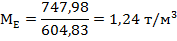 M_E = 747,98 / 604,83 = 1,24 т/м³